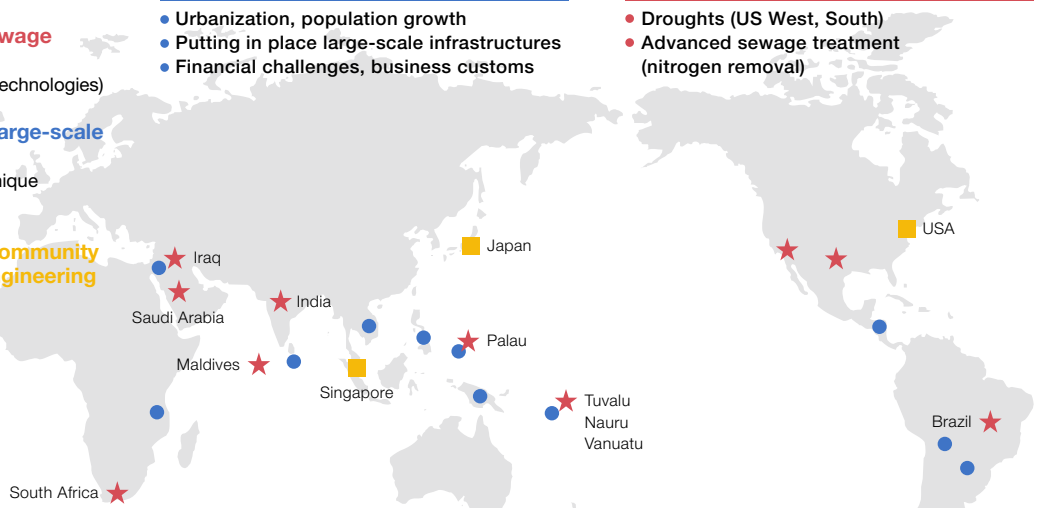 wage
echnologies)
arge-scale
ique
ommunity
gineering
Urbanization, population growth
Putting in place large-scale infrastructures
Financial challenges, business customs
Droughts (US West, South)
Advanced sewage treatment
(nitrogen removal)
USA
Japan
Iraq
India
Saudi Arabia
Palau
Maldives
Singapore
Tuvalu
Nauru
Vanuatu
Brazil
South Africa